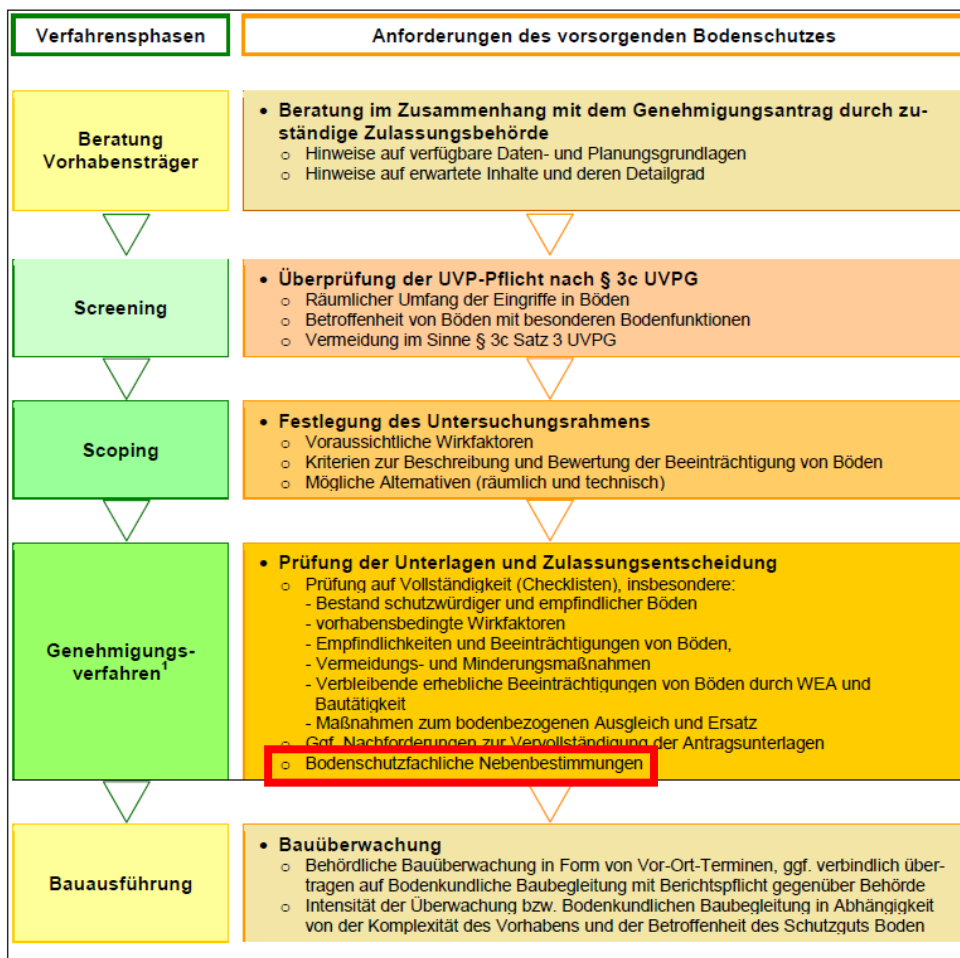 Verfahrensphasen
Anforderungen des vorsorgenden Bodenschutzes
Beratung
Vorhabensträger
• Beratung im Zusammenhang mit dem Genehmigungsantrag durch zu-
ständige Zulassungsbehörde
o Hinweise auf verfügbare Daten- und Planungsgrundlagen
o Hinweise auf erwartete Inhalte und deren Detailgrad
Screening
• Überprüfung der UVP-Pflicht nach § 3c UVPG
o Räumlicher Umfang der Eingriffe in Böden
o Betroffenheit von Böden mit besonderen Bodenfunktionen
o Vermeidung im Sinne § 3c Satz 3 UVPG
Scoping
• Festlegung des Untersuchungsrahmens
o Voraussichtliche Wirkfaktoren
o Kriterien zur Beschreibung und Bewertung der Beeinträchtigung von Böden
o Mögliche Alternativen (räumlich und technisch)
Genehmigungs-
verfahren¹
• Prüfung der Unterlagen und Zulassungsentscheidung
o Prüfung auf Vollständigkeit (Checklisten), insbesondere:
- Bestand schutzwürdiger und empfindlicher Böden
- vorhabensbedingte Wirkfaktoren
- Empfindlichkeiten und Beeinträchtigungen von Böden,
- Vermeidungs- und Minderungsmaßnahmen
- Verbleibende erhebliche Beeinträchtigungen von Böden durch WEA und
Bautätigkeit
- Maßnahmen zum bodenbezogenen Ausgleich und Ersatz
o Ggf. Nachforderungen zur Vervollständigung der Antragsunterlagen
o Bodenschutzfachliche Nebenbestimmungen
Bauausführung
• Bauüberwachung
o Behördliche Bauüberwachung in Form von Vor-Ort-Terminen, ggf. verbindlich über-
tragen auf Bodenkundliche Baubegleitung mit Berichtspflicht gegenüber Behörde
o Intensität der Überwachung bzw. Bodenkundlichen Baubegleitung in Abhängigkeit
von der Komplexität des Vorhabens und der Betroffenheit des Schutzguts Boden